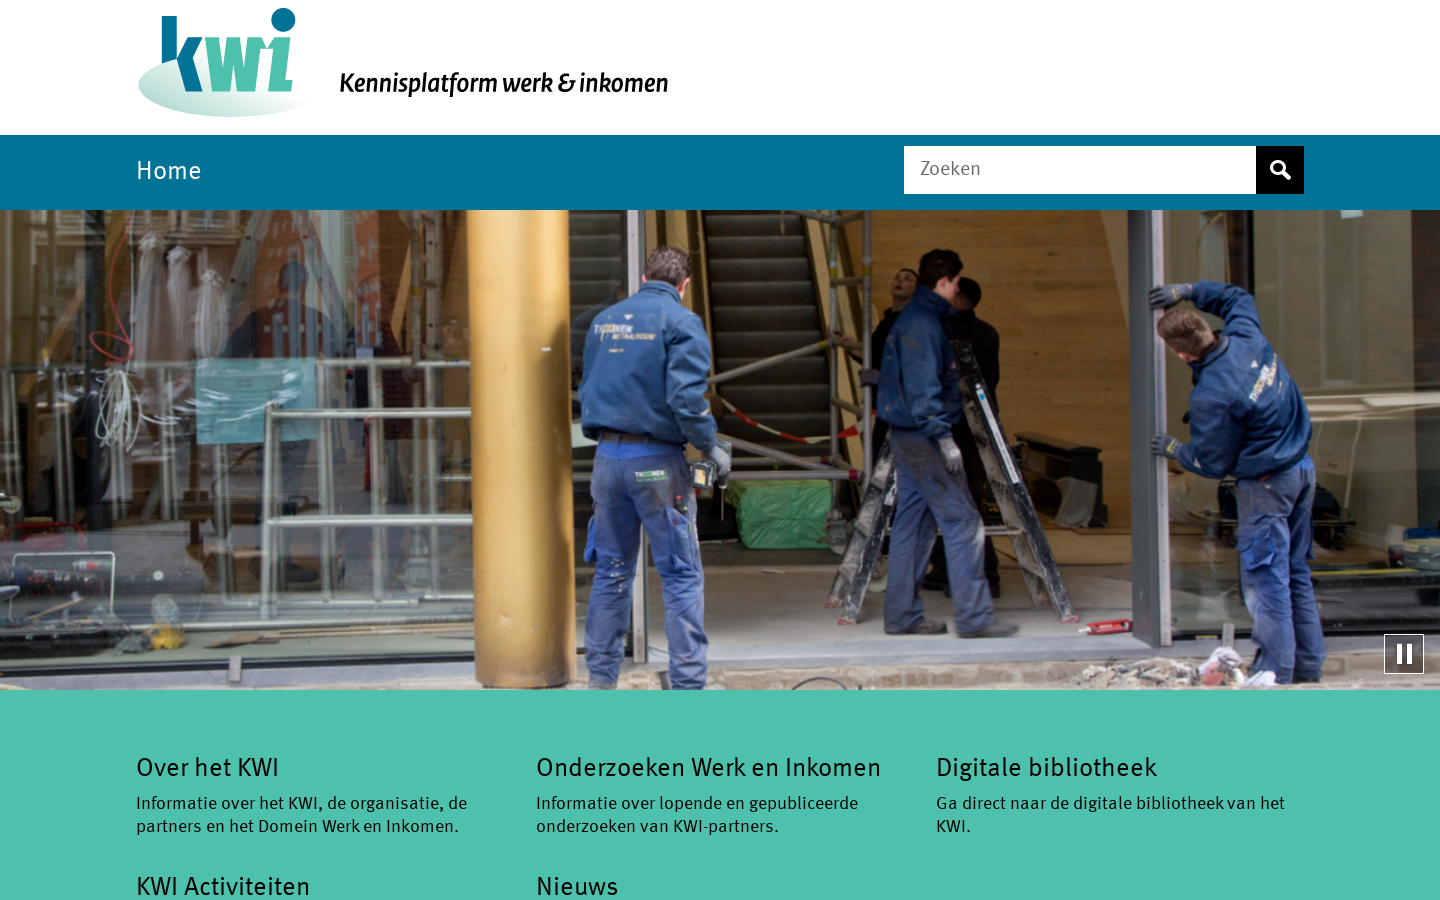 kwi
Kennisplatform werk & inkomen
Home
Zoeken
Over het KWI
Informatie over het KWI, de organisatie, de
partners en het Domein Werk en Inkomen.
Onderzoeken Werk en Inkomen
Informatie over lopende en gepubliceerde
onderzoeken van KWI-partners.
Digitale bibliotheek
Ga direct naar de digitale bibliotheek van het
KWI.
KWI Activiteiten
Nieuws